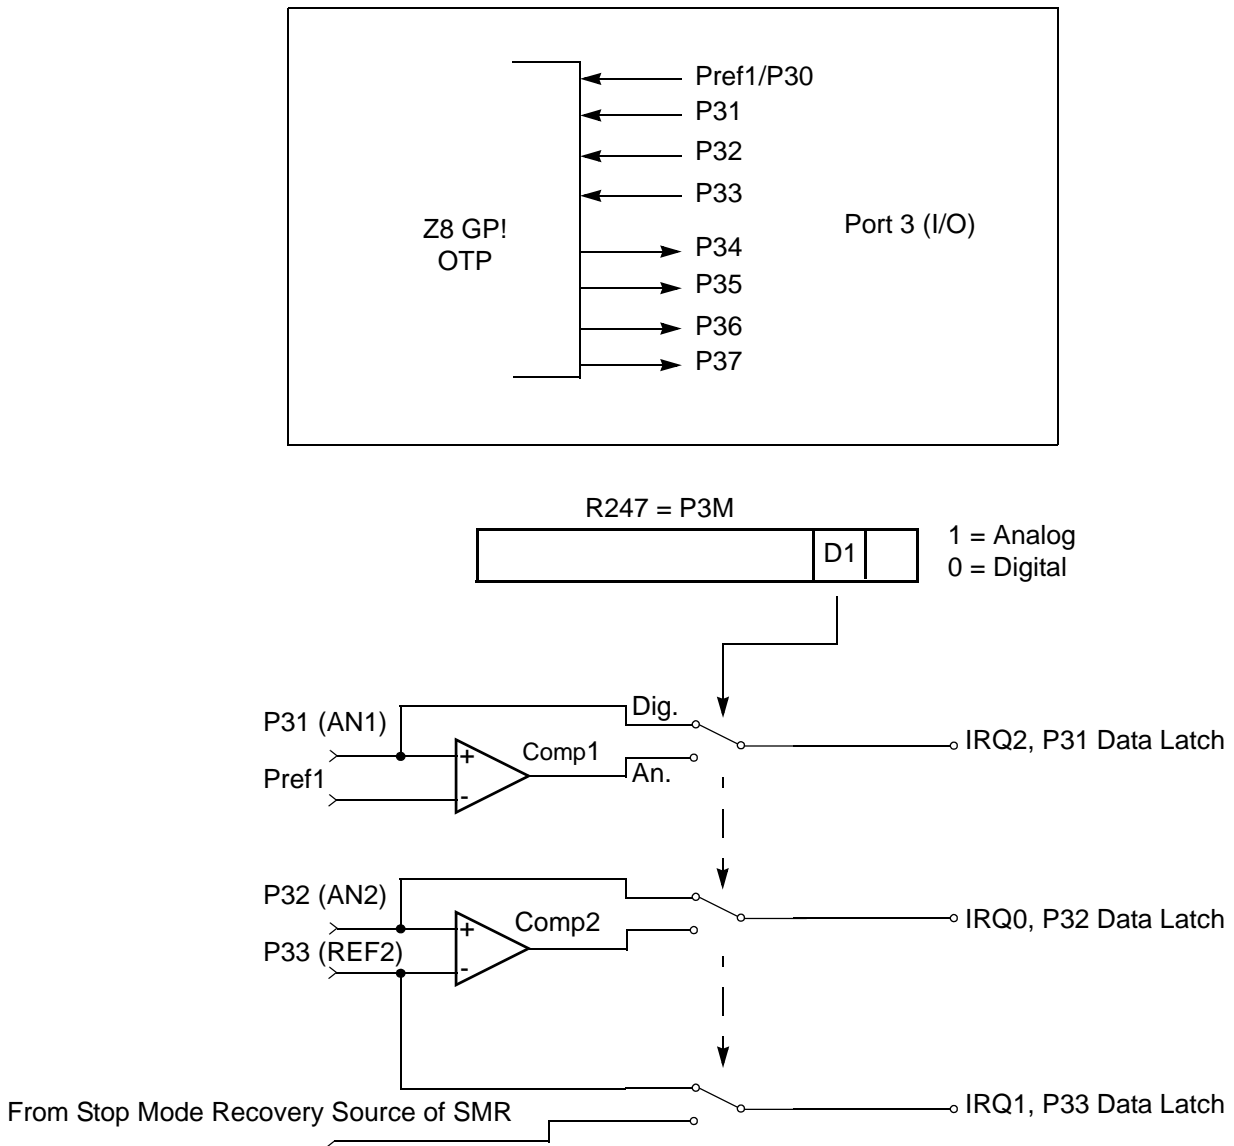 Pref1/P30
P31
P32
P33
Z8 GP!
OTP
Port 3 (I/O)
P34
P35
P36
P37
R247 = P3M
D1
1 = Analog
0 = Digital
P31 (AN1)
Dig.
+
Comp1
An.
IRQ2, P31 Data Latch
Pref1
-
P32 (AN2)
+
Comp2
IRQ0, P32 Data Latch
P33 (REF2)
-
From Stop Mode Recovery Source of SMR
IRQ1, P33 Data Latch